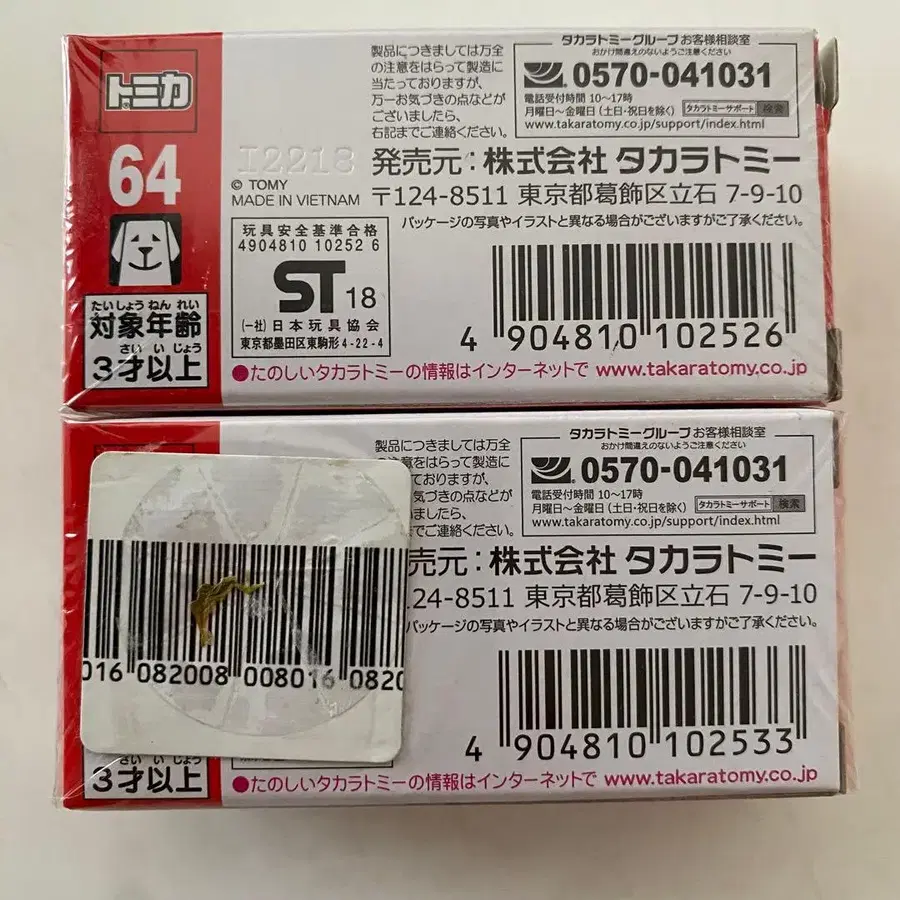 トミカ
64
I2218
© TOMY
MADE IN VIETNAM
製品につきましては万全
の注意をはらって製造に
当たっておりますが、
万一お気づきの点などが
ございましたら、
右記までご連絡ください。
タカラトミーグループ お客様相談室
おかけ間違えのないようご注意ください
0570-041031
電話受付時間 10〜17時
月曜日〜金曜日 (土日・祝日を除く) タカラトミーサポート 検索
www.takaratomy.co.jp/support/index.html
発売元：株式会社 タカラトミー
〒124-8511 東京都葛飾区立石 7-9-10
パッケージの写真やイラストと異なる場合がございますがご了承ください。
玩具安全基準合格
4904810 10252 6
ST 18
(一社)日本玩具協会
東京都墨田区東駒形4-22-4
たいしょう ねん れい
対象年齢
さい い じょう
3才以上
4 904810 102526
●たのしいタカラトミーの情報はインターネットで www.takaratomy.co.jp
製品につきましては万全
の注意をはらって製造に
ておりますが、
気づきの点などが
ましたら、
でご連絡ください。
タカラトミーグループ お客様相談室
おかけ間違えのないようご注意ください
0570-041031
電話受付時間 10〜17時
月曜日〜金曜日 (土日・祝日を除く) タカラトミーサポート 検索
www.takaratomy.co.jp/support/index.html
売元：株式会社 タカラトミー
124-8511 東京都葛飾区立石 7-9-10
パッケージの写真やイラストと異なる場合がございますがご了承ください。
016 082008 008016 0820
4 904810 102533
さい い じょう
3才以上
●たのしいタカラトミーの情報はインターネットで www.takaratomy.co.jp